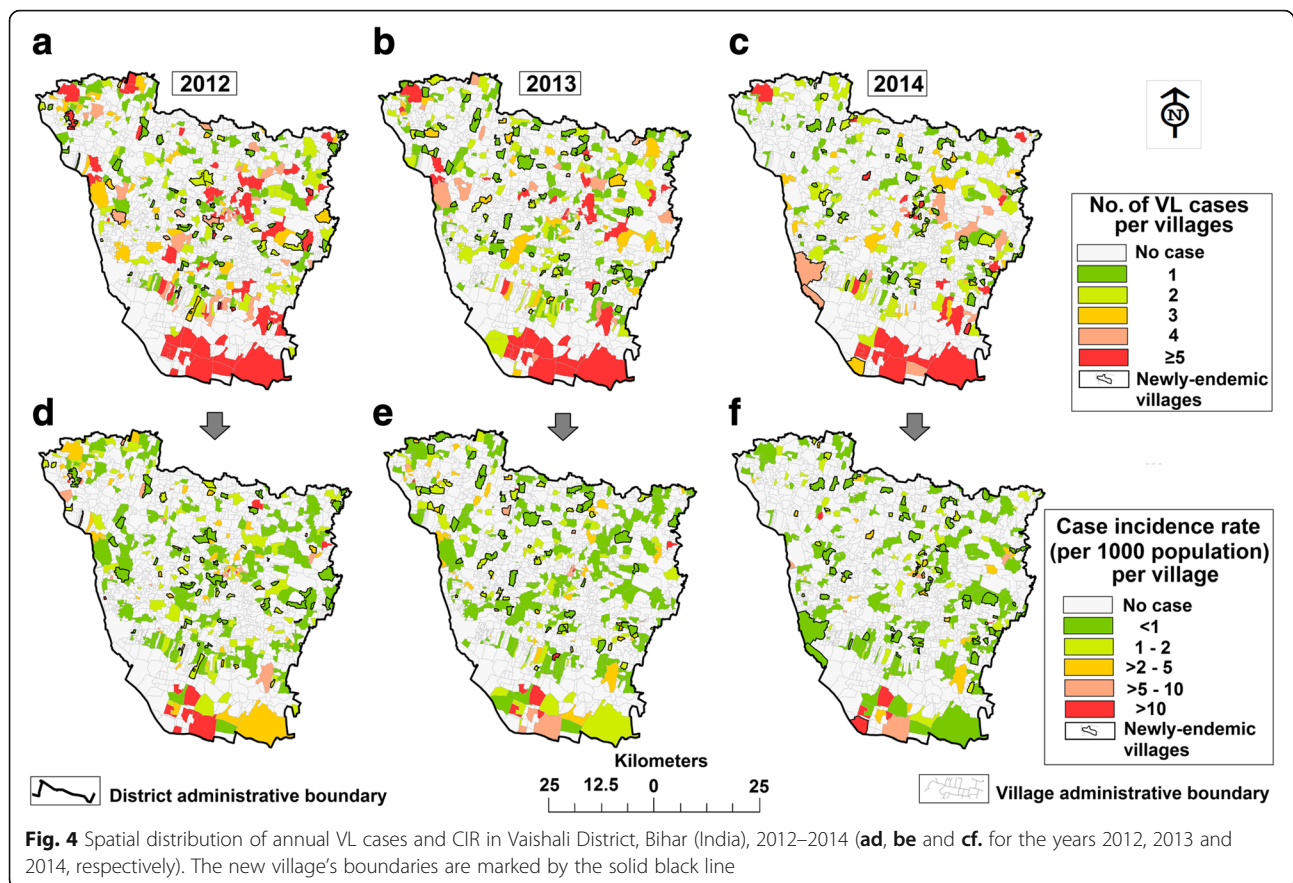 a
b
c
2012
2013
2014
N
No. of VL cases
per villages
No case
1
2
3
4
≥5
Newly-endemic
villages
d
e
f
Case incidence rate
(per 1000 population)
per village
No case
<1
1 - 2
>2 - 5
>5 - 10
>10
Newly-endemic
villages
Kilometers
25 12.5 0 25
District administrative boundary
Village administrative boundary
Fig. 4 Spatial distribution of annual VL cases and CIR in Vaishali District, Bihar (India), 2012–2014 (ad, be and cf. for the years 2012, 2013 and
2014, respectively). The new village's boundaries are marked by the solid black line